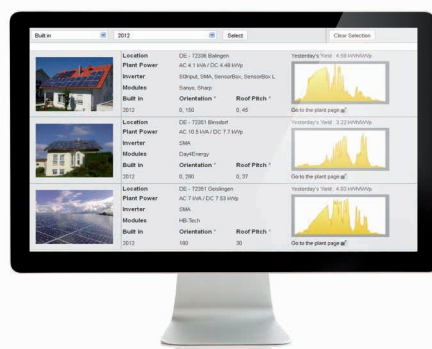 Built in 2012 Select Clear Selection
Location DE - 72336 Balingen Yesterday's Yield : 4.58 kWh/kWp
Plant Power AC 4.1 kVA / DC 4.48 kWp
Inverter S0Input, SMA, SensorBox, SensorBox L
Modules Sanyo, Sharp
Built in Orientation ° Roof Pitch °
2012 0, 150 0, 45 Go to the plant page
Location DE - 72351 Binsdorf Yesterday's Yield : 3.22 kWh/kWp
Plant Power AC 10.5 kVA / DC 7.7 kWp
Inverter SMA
Modules Day4Energy
Built in Orientation ° Roof Pitch °
2012 0, 280 0, 37 Go to the plant page
Location DE - 72351 Geislingen Yesterday's Yield : 4.03 kWh/kWp
Plant Power AC 7 kVA / DC 7.53 kWp
Inverter SMA
Modules HB-Tech
Built in Orientation ° Roof Pitch °
2012 180 30 Go to the plant page